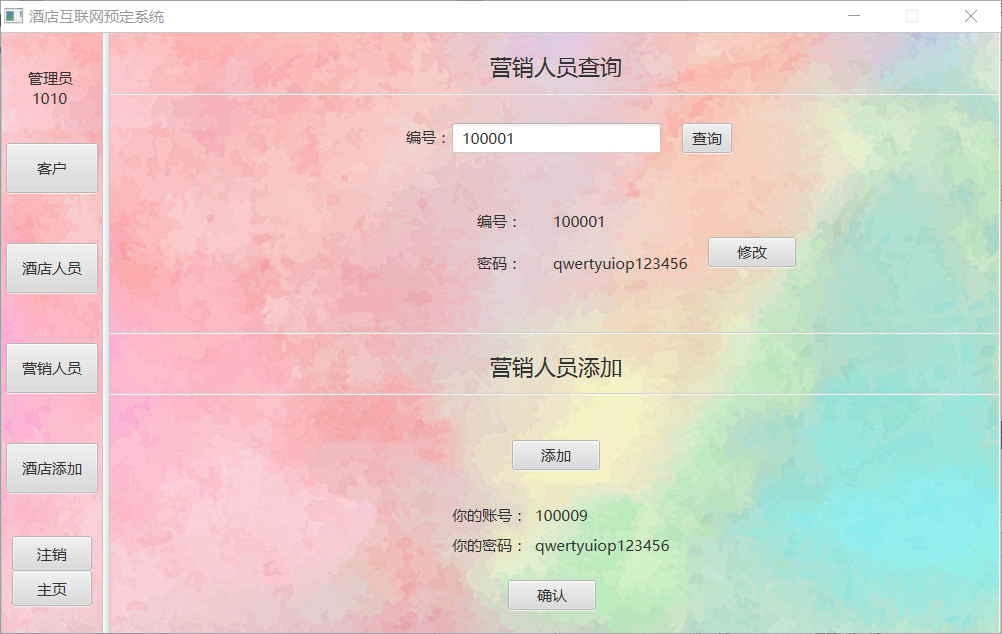 酒店互联网预定系统
管理员
1010
客户
酒店人员
营销人员
酒店添加
注销
主页
营销人员查询
编号： 100001 查询
编号： 100001
密码： qwertyuiop123456 修改
营销人员添加
添加
你的账号： 100009
你的密码： qwertyuiop123456
确认